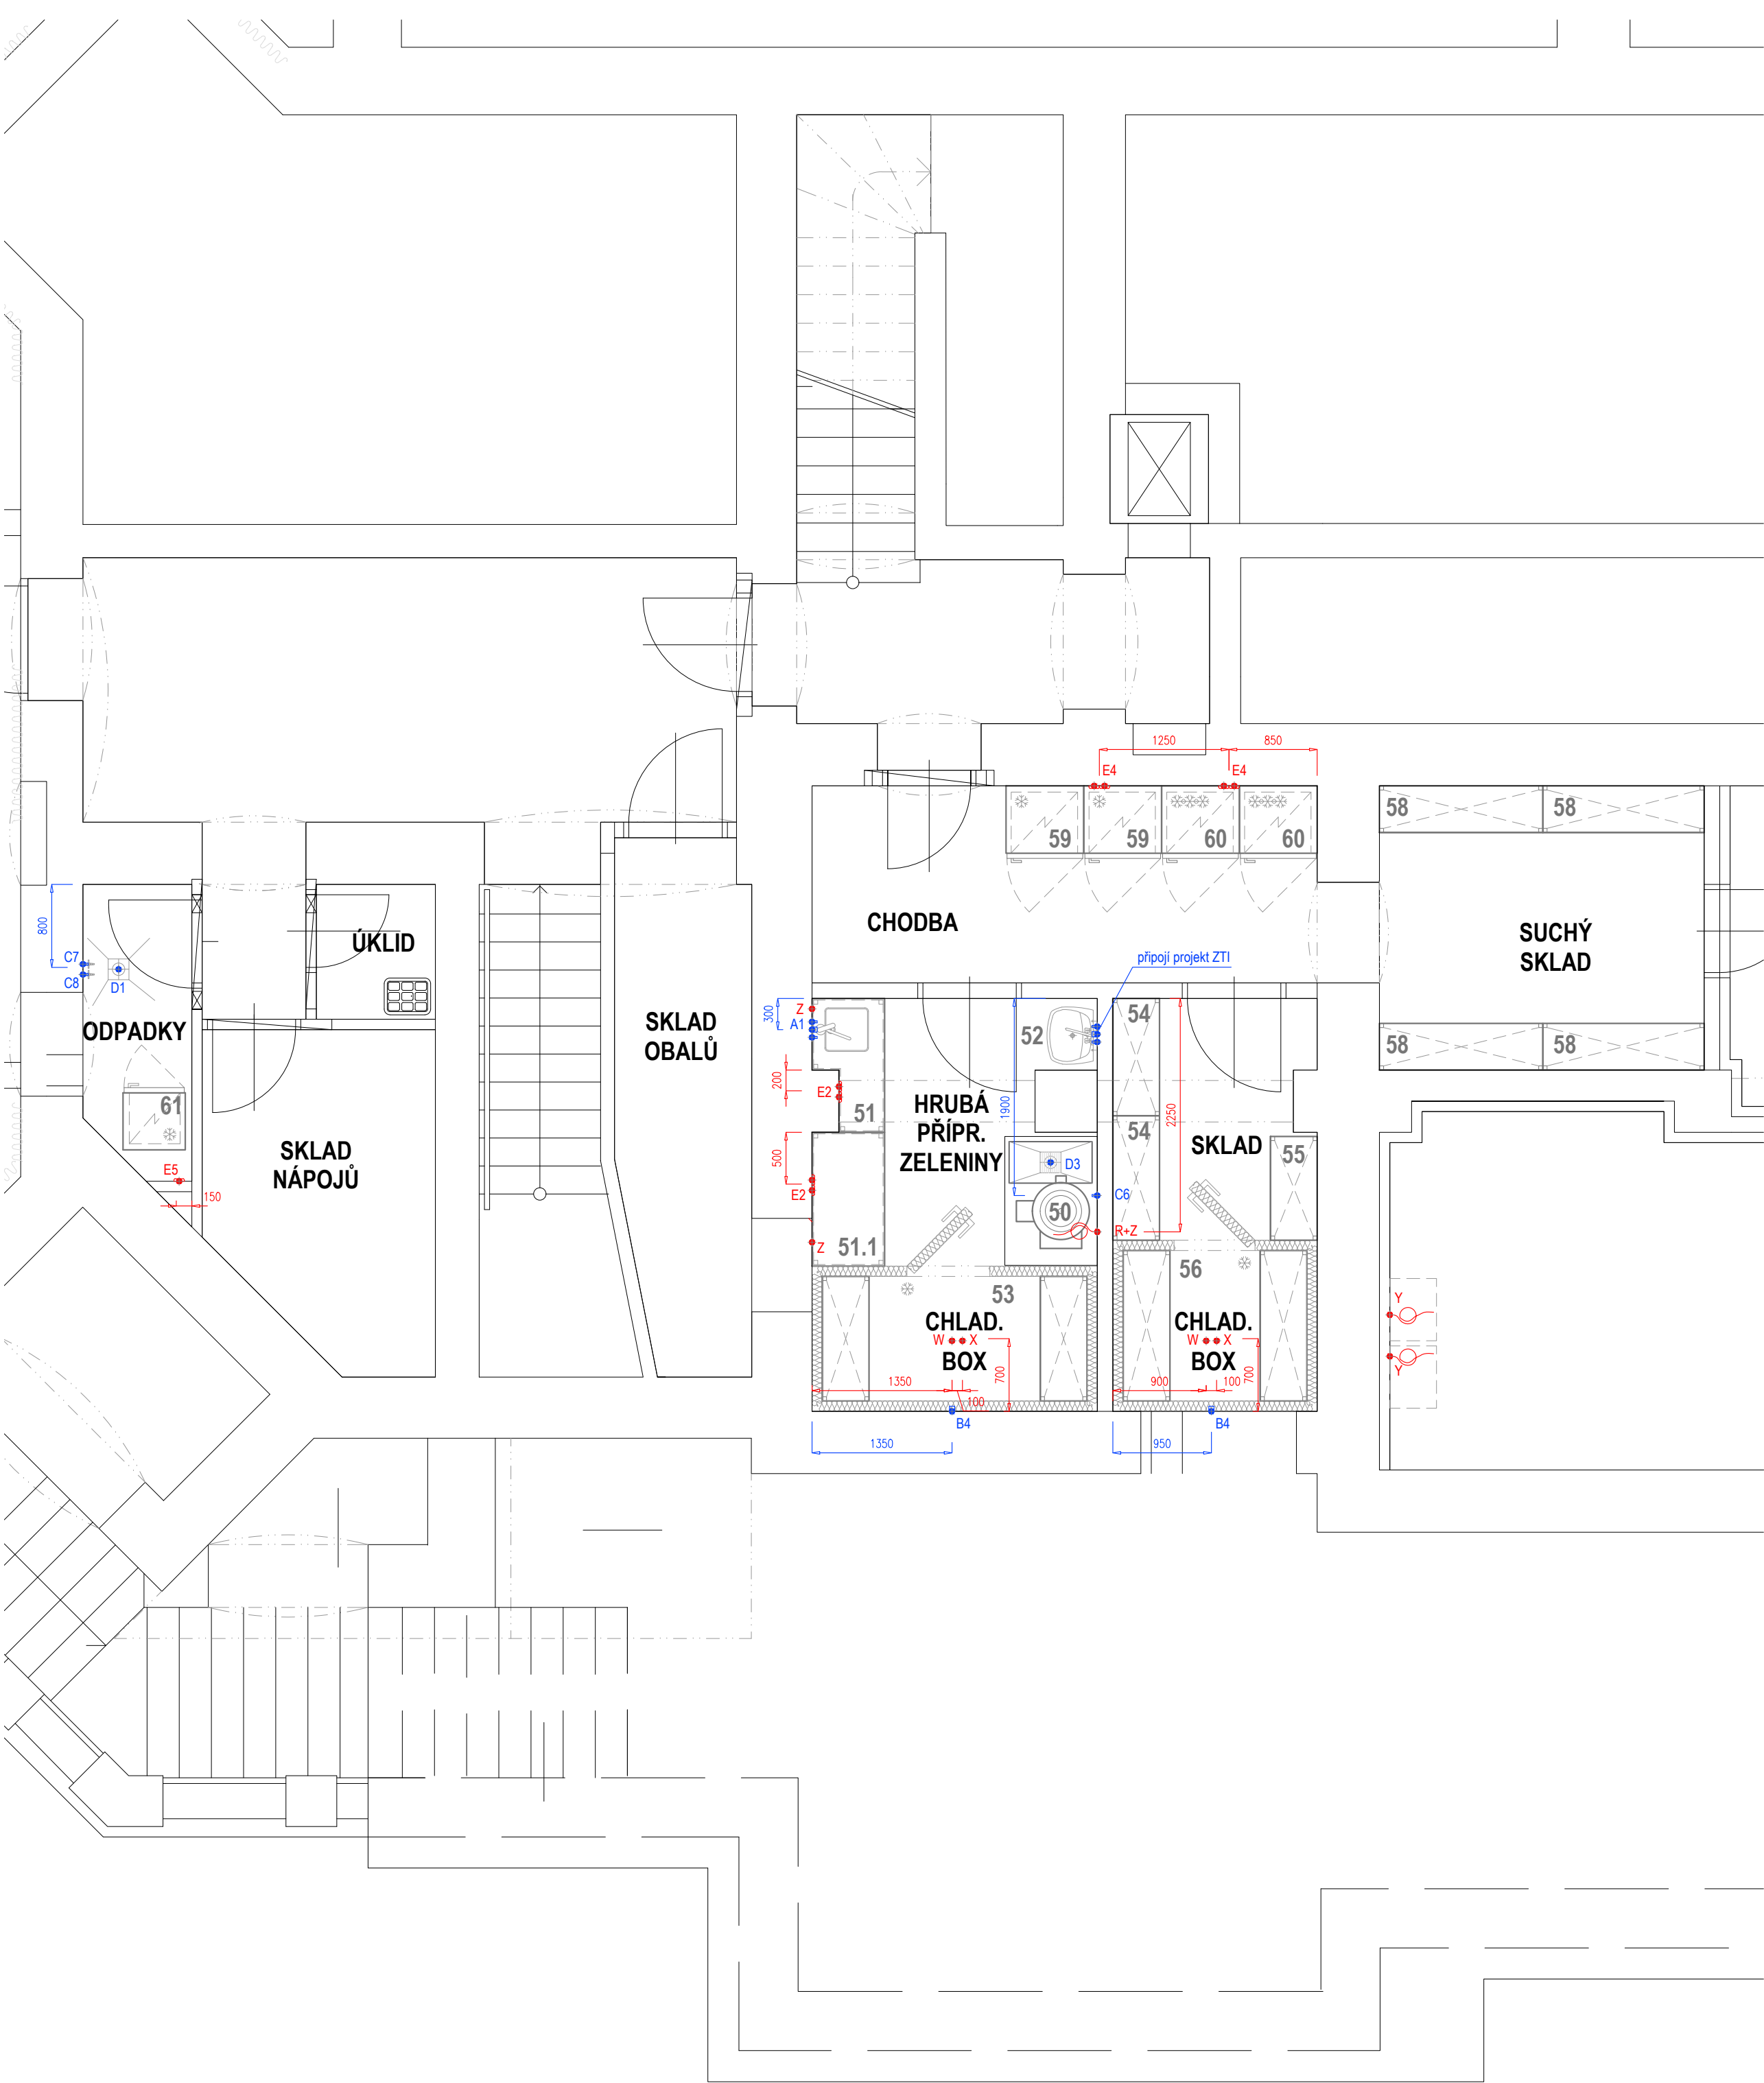 1250
850
E4
E4
59
59
60
60
58
58
CHODBA
SUCHÝ
SKLAD
58
58
800
C7
C8
D1
ÚKLID
ODPADKY
61
E5
150
SKLAD
NÁPOJŮ
SKLAD
OBALŮ
připojí projekt ZTI
300
Z
A1
52
54
200
E2
51
1900
HRUBÁ
PŘÍPR.
ZELENINY
54
2250
SKLAD
55
500
E2
D3
C6
50
R+Z
Z
51.1
53
56
CHLAD.
W
X
BOX
700
1350
100
B4
1350
CHLAD.
W
X
BOX
700
900
100
B4
950
Y
Y